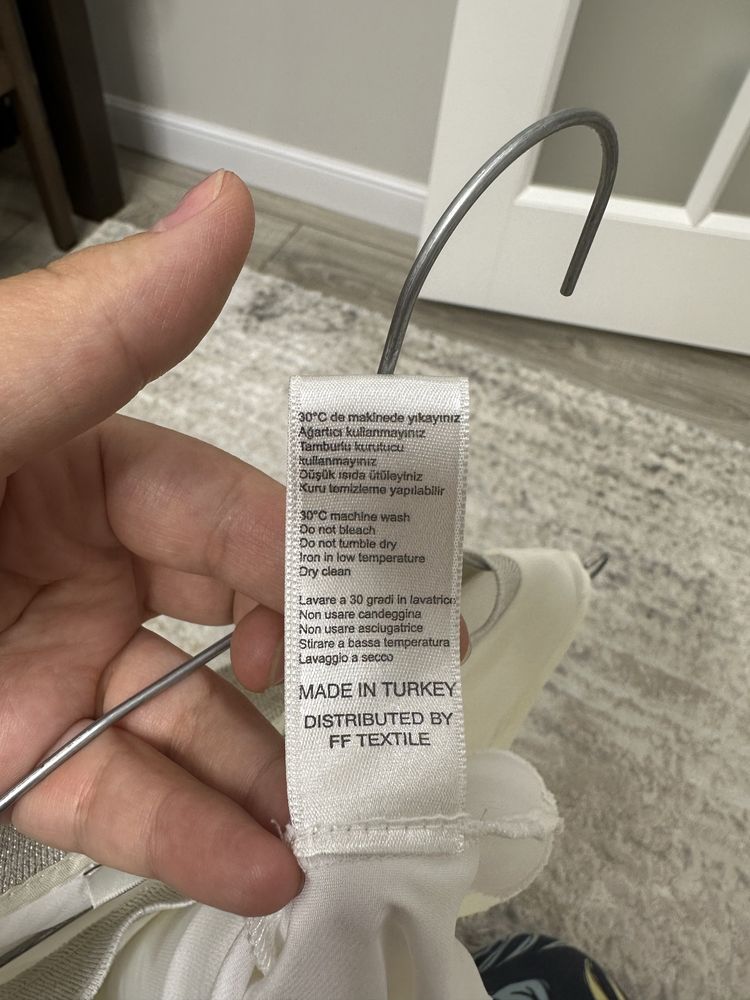 30°C de makinede yıkayınız
Ağartıcı kullanmayınız
Tamburlu kurutucu
kullanmayınız
Düşük ısıda ütüleyiniz
Kuru temizleme yapılabilir
30°C machine wash
Do not bleach
Do not tumble dry
Iron in low temperature
Dry clean
Lavare a 30 gradi in lavatrice
Non usare candeggina
Non usare asciugatrice
Stirare a bassa temperatura
Lavaggio a secco
MADE IN TURKEY
DISTRIBUTED BY
FF TEXTILE